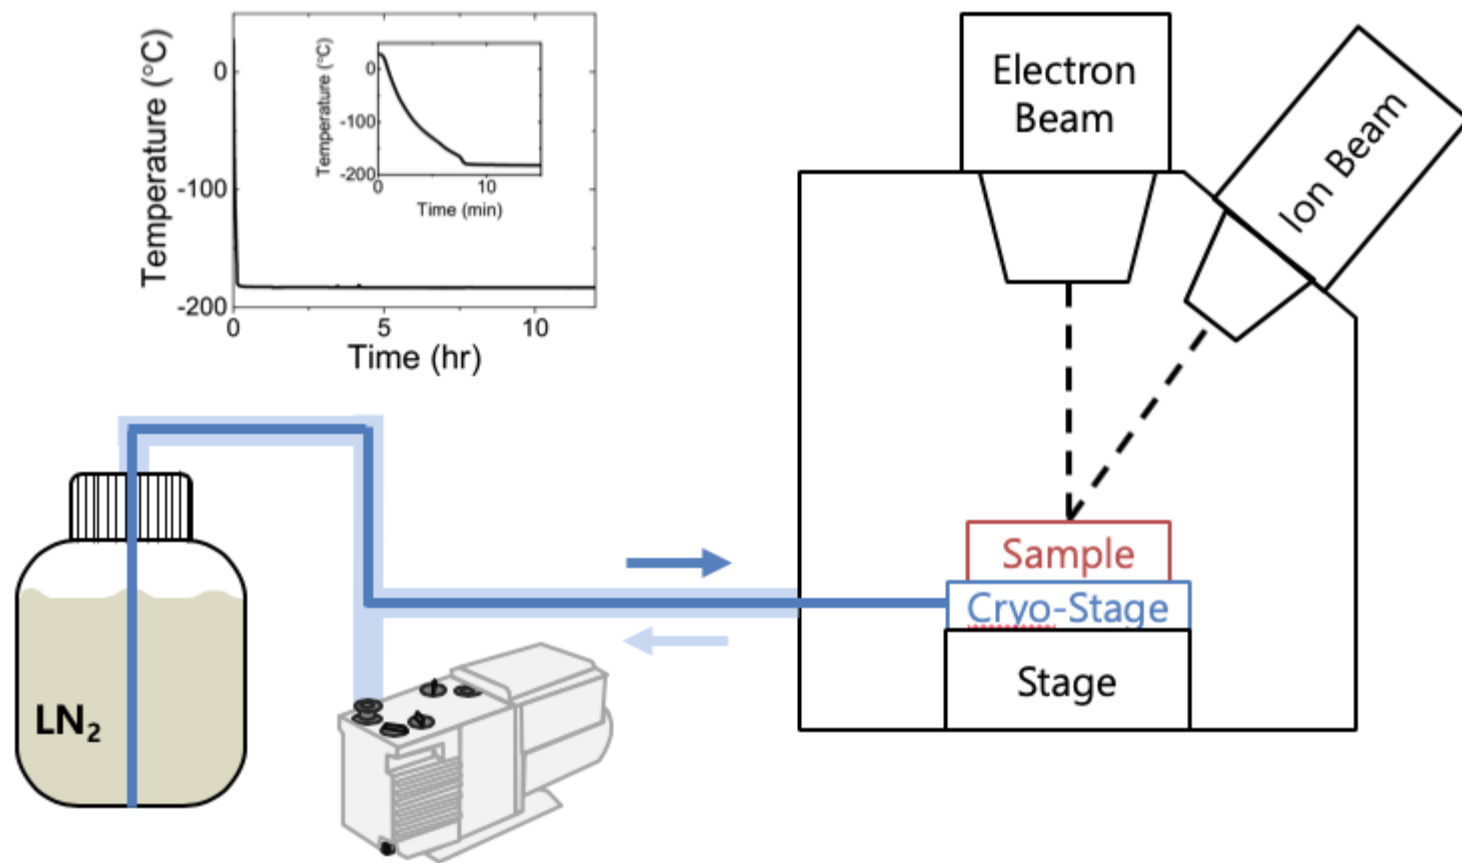 Temperature (°C)
0
-100
-200
0
5
10
Time (hr)
Temperature (°C)
0
-100
-200
0
10
Time (min)
Electron
Beam
Ion Beam
Sample
Cryo-Stage
Stage
LN₂